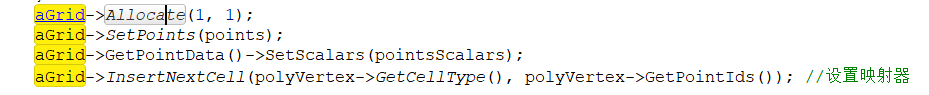 aGrid->Allocate(1, 1);
aGrid->SetPoints(points);
aGrid->GetPointData()->SetScalars(pointsScalars);
aGrid->InsertNextCell(polyVertex->GetCellType(), polyVertex->GetPointIds()); //设置映射器